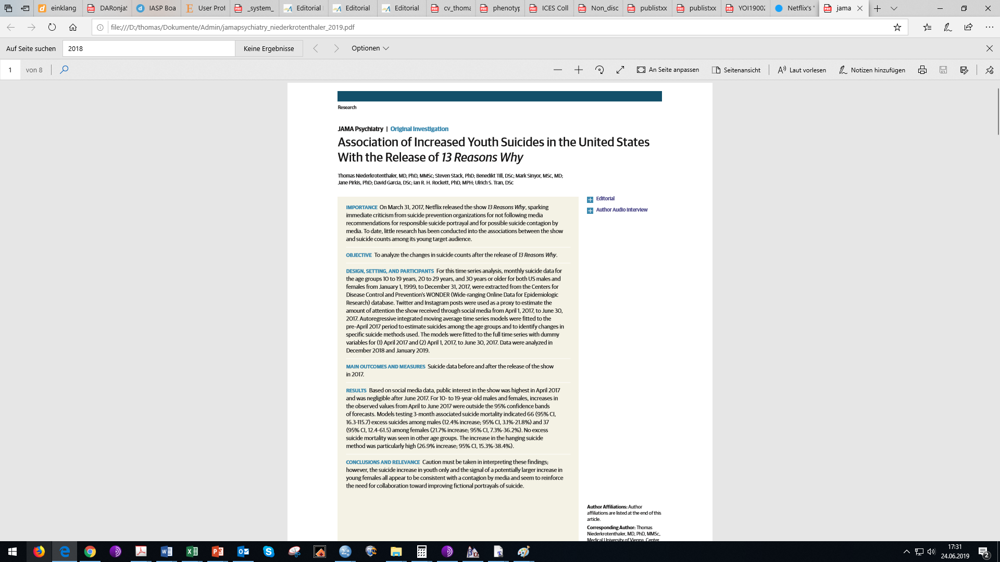 einklang
DARonjaS
IASP Boa
User Prof
_system_
Editorial
Editorial
Editorial
cv_thoma
phenotyp
ICES Coll
Non_disc
publistxx
publistxx
YOI19002
Netflix's '
jama
file:///D:/thomas/Dokumente/Admin/jamapsychiatry_niederkrotenthaler_2019.pdf
Auf Seite suchen
2018
Keine Ergebnisse
Optionen
1
von 8
An Seite anpassen
Seitenansicht
Laut vorlesen
Notizen hinzufügen
Research
JAMA Psychiatry | Original Investigation
Association of Increased Youth Suicides in the United States
With the Release of 13 Reasons Why
Thomas Niederkrotenthaler, MD, PhD, MMSc; Steven Stack, PhD; Benedikt Till, DSc; Mark Sinyor, MSc, MD;
Jane Pirkis, PhD; David Garcia, DSc; Ian R. H. Rockett, PhD, MPH; Ulrich S. Tran, DSc
IMPORTANCE On March 31, 2017, Netflix released the show 13 Reasons Why, sparking
immediate criticism from suicide prevention organizations for not following media
recommendations for responsible suicide portrayal and for possible suicide contagion by
media. To date, little research has been conducted into the associations between the show
and suicide counts among its young target audience.
OBJECTIVE To analyze the changes in suicide counts after the release of 13 Reasons Why.
DESIGN, SETTING, AND PARTICIPANTS For this time series analysis, monthly suicide data for
the age groups 10 to 19 years, 20 to 29 years, and 30 years or older for both US males and
females from January 1, 1999, to December 31, 2017, were extracted from the Centers for
Disease Control and Prevention's WONDER (Wide-ranging Online Data for Epidemiologic
Research) database. Twitter and Instagram posts were used as a proxy to estimate the
amount of attention the show received through social media from April 1, 2017, to June 30,
2017. Autoregressive integrated moving average time series models were fitted to the
pre–April 2017 period to estimate suicides among the age groups and to identify changes in
specific suicide methods used. The models were fitted to the full time series with dummy
variables for (1) April 2017 and (2) April 1, 2017, to June 30, 2017. Data were analyzed in
December 2018 and January 2019.
MAIN OUTCOMES AND MEASURES Suicide data before and after the release of the show
in 2017.
RESULTS Based on social media data, public interest in the show was highest in April 2017
and was negligible after June 2017. For 10- to 19-year-old males and females, increases in
the observed values from April to June 2017 were outside the 95% confidence bands
of forecasts. Models testing 3-month associated suicide mortality indicated 66 (95% CI,
16.3-115.7) excess suicides among males (12.4% increase; 95% CI, 3.1%-21.8%) and 37
(95% CI, 12.4-61.5) among females (21.7% increase; 95% CI, 7.3%-36.2%). No excess
suicide mortality was seen in other age groups. The increase in the hanging suicide
method was particularly high (26.9% increase; 95% CI, 15.3%-38.4%).
CONCLUSIONS AND RELEVANCE Caution must be taken in interpreting these findings;
however, the suicide increase in youth only and the signal of a potentially larger increase in
young females all appear to be consistent with a contagion by media and seem to reinforce
the need for collaboration toward improving fictional portrayals of suicide.
Editorial
Author Audio Interview
Author Affiliations: Author
affiliations are listed at the end of this
article.
Corresponding Author: Thomas
Niederkrotenthaler, MD, PhD, MMSc,
Medical University of Vienna, Center
17:31
24.06.2019
2